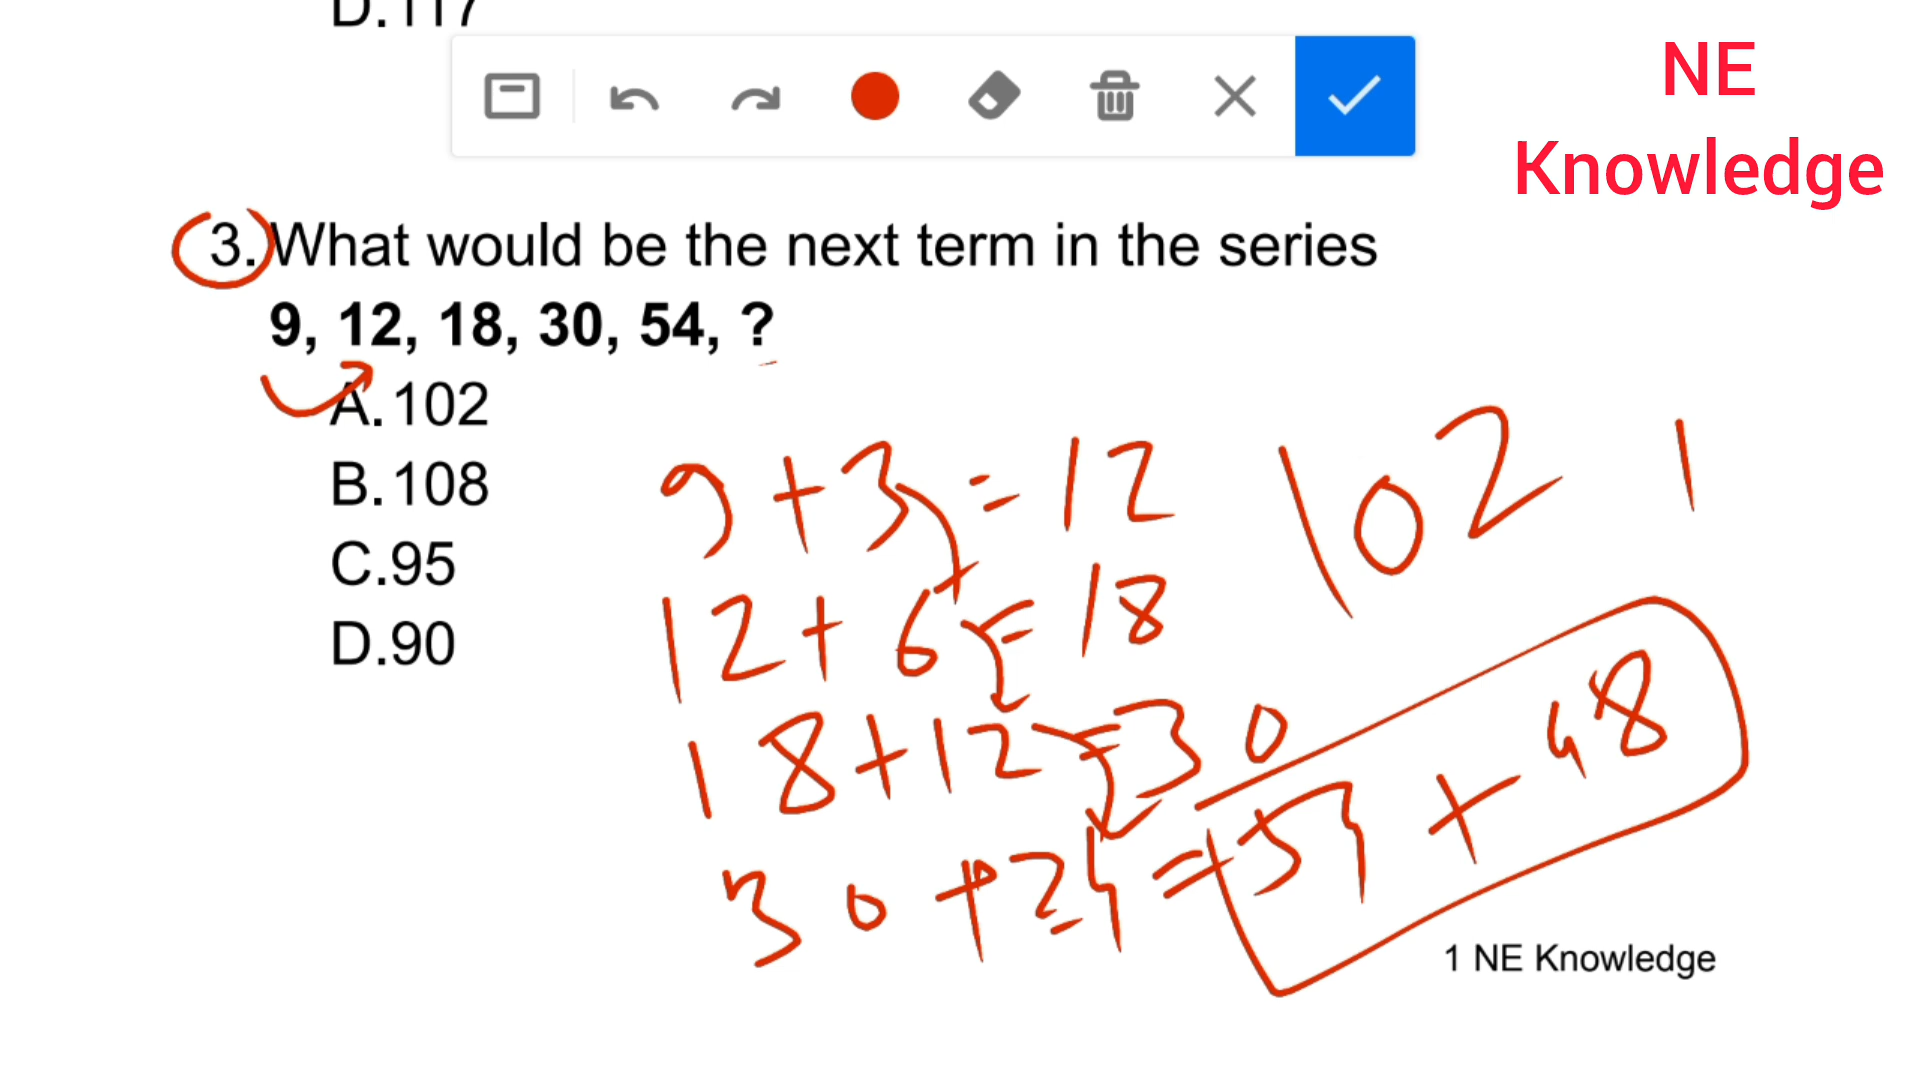 D.117
NE
Knowledge
3.What would be the next term in the series
9, 12, 18, 30, 54, ?
A.102
B.108
C.95
D.90
9+3=12
102
1
12+6=18
18+12=30
30+24=54+48
1 NE Knowledge